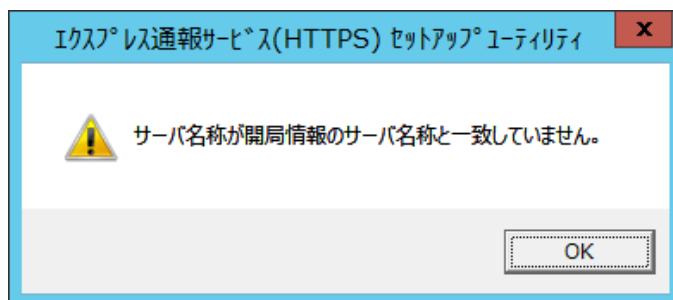 ｴｸｽﾌﾟﾚｽ通報ｻｰﾋﾞｽ(HTTPS) ｾｯﾄｱｯﾌﾟﾕｰﾃｨﾘﾃｨ
x
サーバ名称が開局情報のサーバ名称と一致していません。
OK